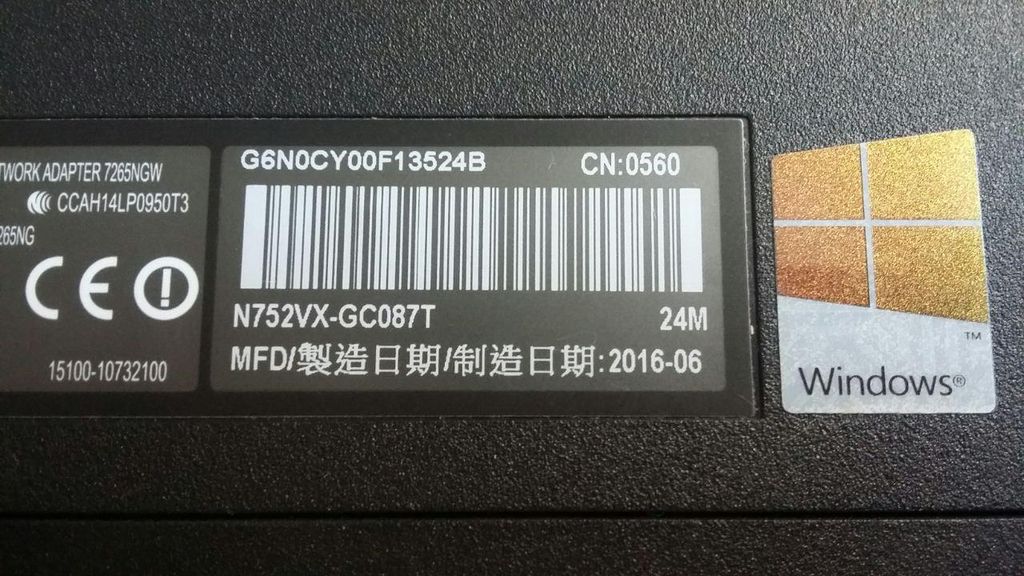 TWORK ADAPTER 7265NGW
CCAH14LP0950T3
265NG
CE
15100-10732100
G6N0CY00F13524B CN:0560
N752VX-GC087T 24M
MFD/製造日期/制造日期:2016-06
Windows®
™